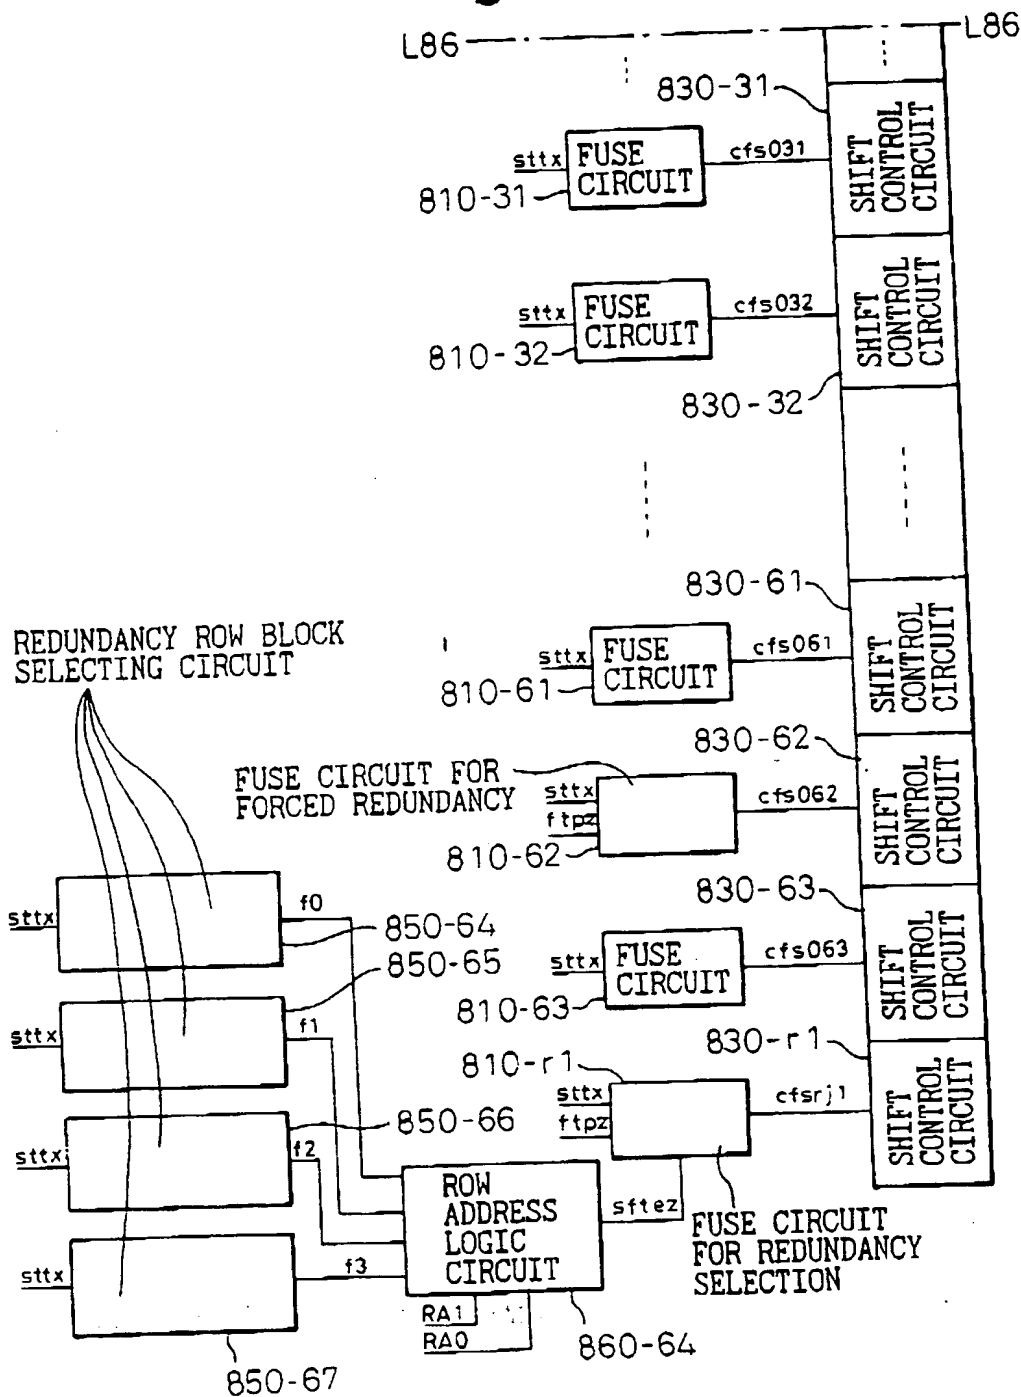 L86
L86
830-31
sttx
FUSE
CIRCUIT
cfs031
SHIFT
CONTROL
CIRCUIT
810-31
sttx
FUSE
CIRCUIT
cfs032
SHIFT
CONTROL
CIRCUIT
810-32
830-32
830-61
REDUNDANCY ROW BLOCK
SELECTING CIRCUIT
sttx
FUSE
CIRCUIT
cfs061
SHIFT
CONTROL
CIRCUIT
810-61
830-62
FUSE CIRCUIT FOR
FORCED REDUNDANCY
sttx
ftpz
cfs062
SHIFT
CONTROL
CIRCUIT
810-62
830-63
sttx
f0
850-64
sttx
FUSE
CIRCUIT
cfs063
SHIFT
CONTROL
CIRCUIT
850-65
810-63
sttx
f1
830-r1
810-r1
sttx
ftpz
cfsrj1
SHIFT
CONTROL
CIRCUIT
850-66
sttx
f2
ROW
ADDRESS
LOGIC
CIRCUIT
sftez
FUSE CIRCUIT
FOR REDUNDANCY
SELECTION
sttx
f3
RA1
RA0
860-64
850-67